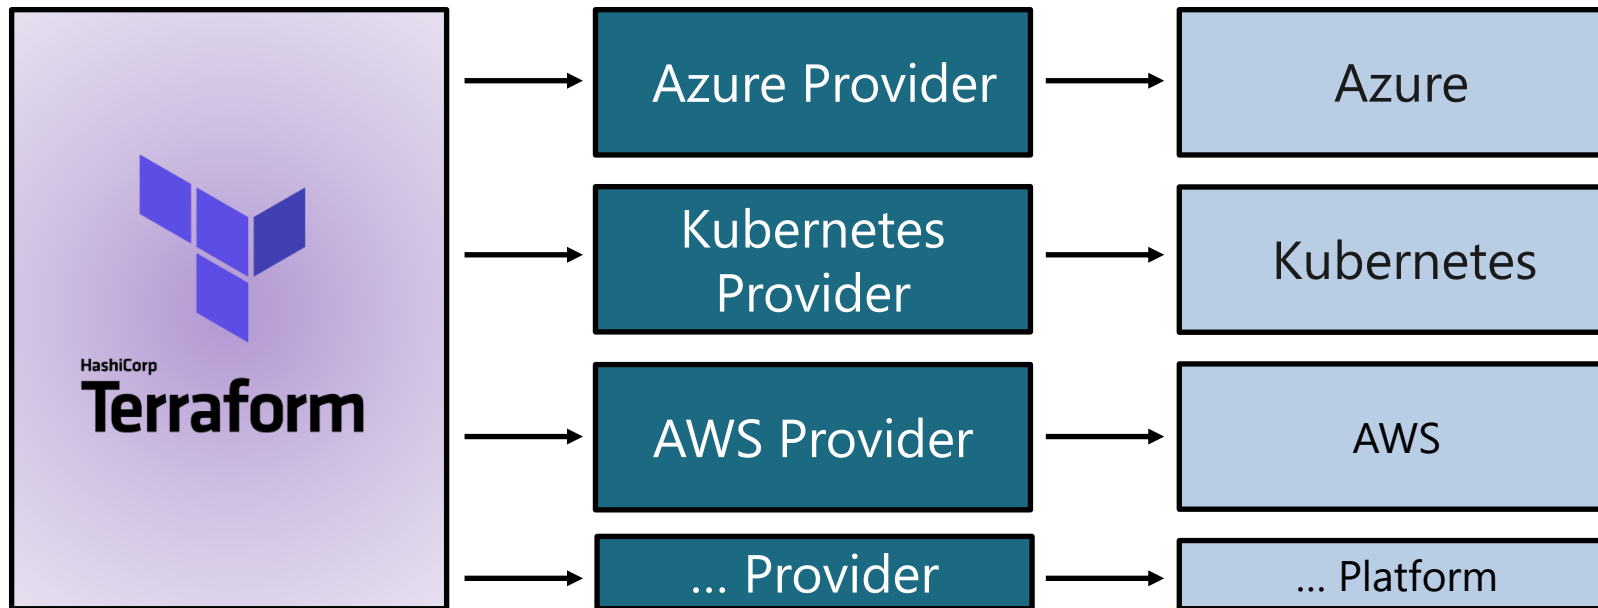 HashiCorp
Terraform
Azure Provider
Azure
Kubernetes
Provider
Kubernetes
AWS Provider
AWS
... Provider
... Platform